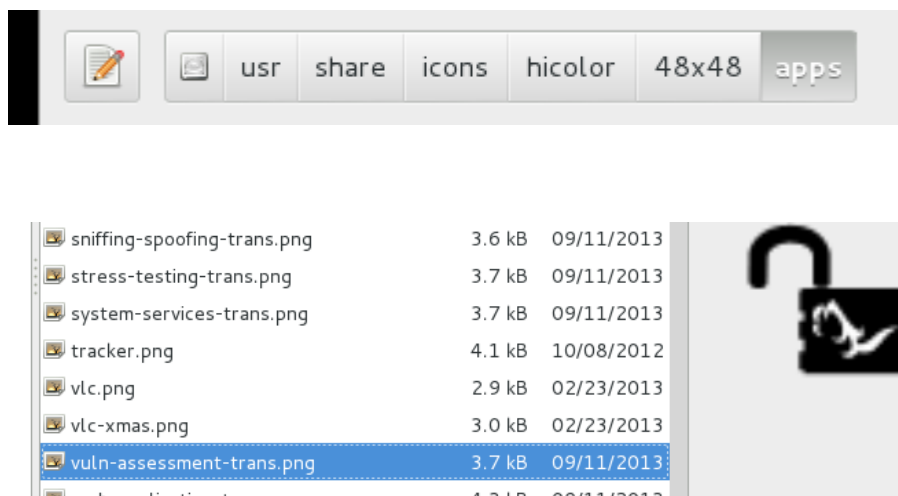 usr share icons hicolor 48x48 apps
sniffing-spoofing-trans.png 3.6 kB 09/11/2013
stress-testing-trans.png 3.7 kB 09/11/2013
system-services-trans.png 3.7 kB 09/11/2013
tracker.png 4.1 kB 10/08/2012
vlc.png 2.9 kB 02/23/2013
vlc-xmas.png 3.0 kB 02/23/2013
vuln-assessment-trans.png 3.7 kB 09/11/2013